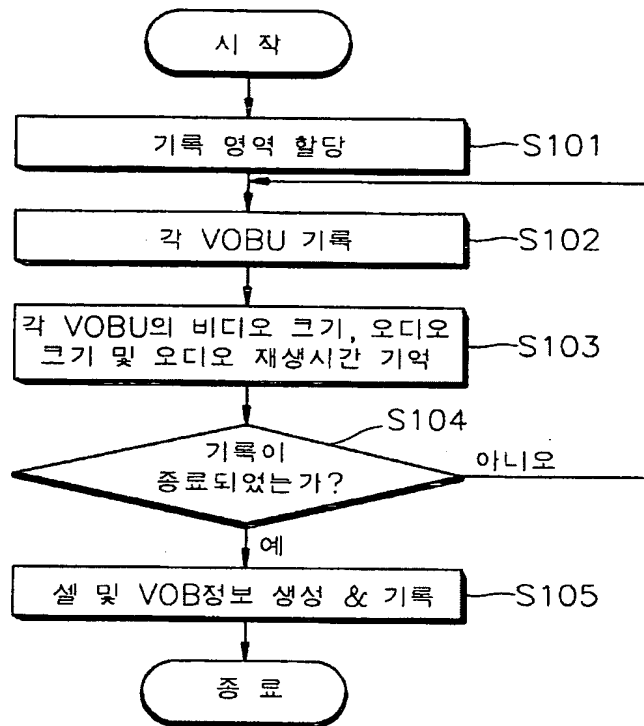 시 작
기록 영역 할당
S101
각 VOBU 기록
S102
각 VOBU의 비디오 크기, 오디오
크기 및 오디오 재생시간 기억
S103
S104
기록이
종료되었는가?
아니오
예
셀 및 VOB정보 생성 & 기록
S105
종 료